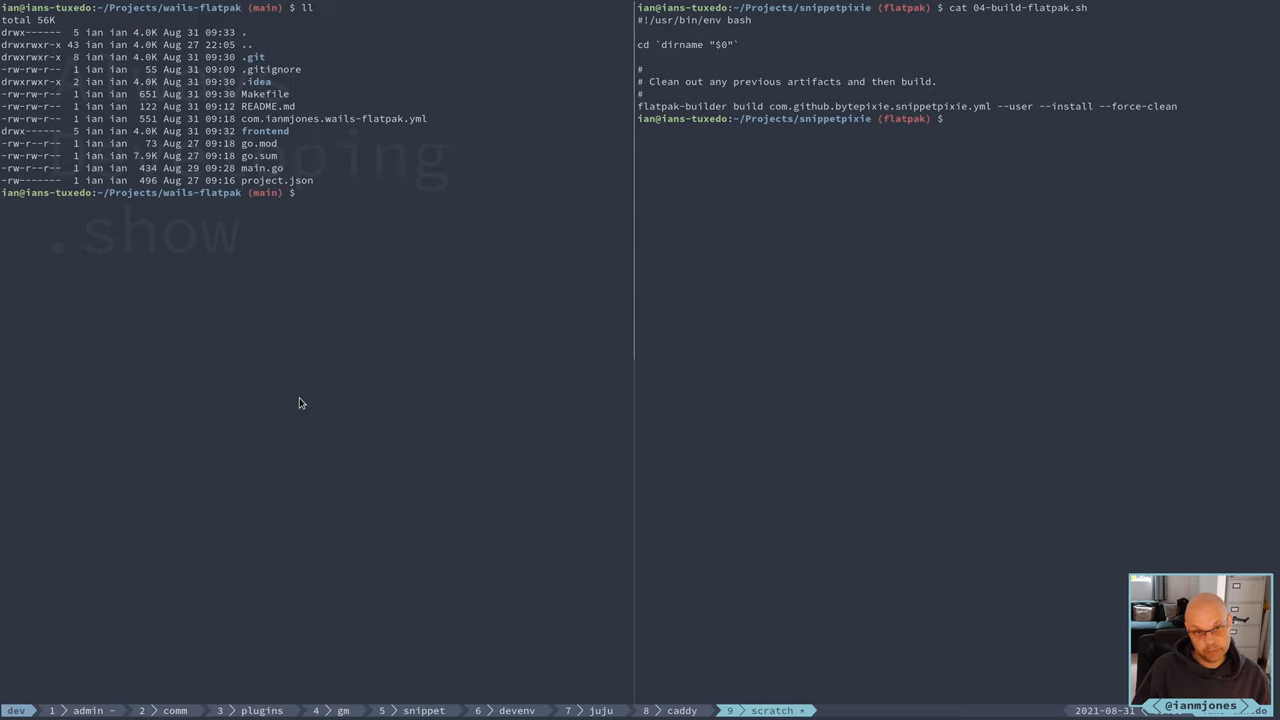 ian@ians-tuxedo:~/Projects/wails-flatpak (main) $ ll
total 56K
drwx------  5 ian ian 4.0K Aug 31 09:33 .
drwxrwxr-x 43 ian ian 4.0K Aug 27 22:05 ..
drwxrwxr-x  8 ian ian 4.0K Aug 31 09:30 .git
-rw-rw-r--  1 ian ian   55 Aug 31 09:09 .gitignore
drwxrwxr-x  2 ian ian 4.0K Aug 31 09:30 .idea
-rw-rw-r--  1 ian ian  651 Aug 31 09:30 Makefile
-rw-rw-r--  1 ian ian  122 Aug 31 09:12 README.md
-rw-rw-r--  1 ian ian  551 Aug 31 09:18 com.ianmjones.wails-flatpak.yml
drwx------  5 ian ian 4.0K Aug 31 09:32 frontend
-rw-r--r--  1 ian ian   73 Aug 27 09:18 go.mod
-rw-rw-r--  1 ian ian 7.9K Aug 27 09:18 go.sum
-rw-r--r--  1 ian ian  434 Aug 29 09:28 main.go
-rw-------  1 ian ian  496 Aug 27 09:16 project.json
ian@ians-tuxedo:~/Projects/wails-flatpak (main) $
.show
ian@ians-tuxedo:~/Projects/snippetpixie (flatpak) $ cat 04-build-flatpak.sh
#!/usr/bin/env bash
cd `dirname "$0"`
#
# Clean out any previous artifacts and then build.
#
flatpak-builder build com.github.bytepixie.snippetpixie.yml --user --install --force-clean
ian@ians-tuxedo:~/Projects/snippetpixie (flatpak) $
@ianmjones
dev 1 admin - 2 comm 3 plugins 4 gm 5 snippet 6 devenv 7 juju 8 caddy 9 scratch * 2021-08-31